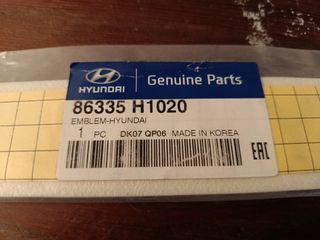 HYUNDAI
Genuine Parts
86335 H1020
EMBLEM-HYUNDAI
1 PC DK07 QP06 MADE IN KOREA
EAC